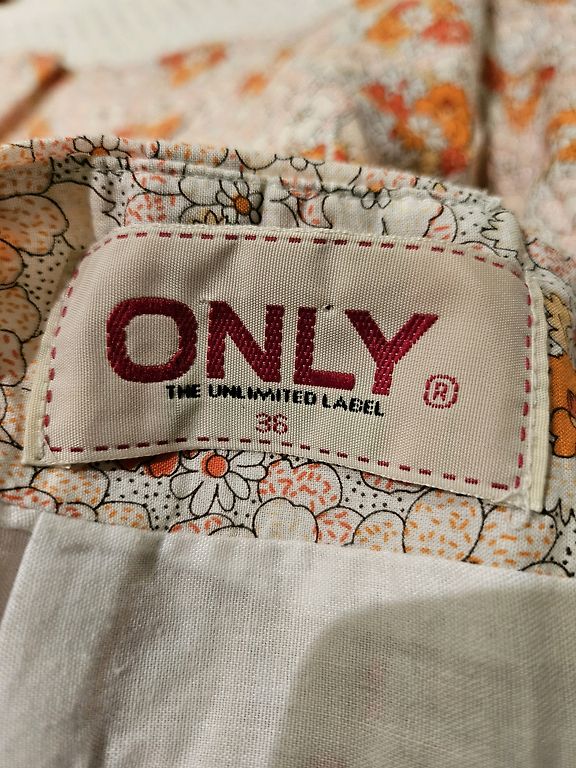 ONLY ®
THE UNLIMITED LABEL
36